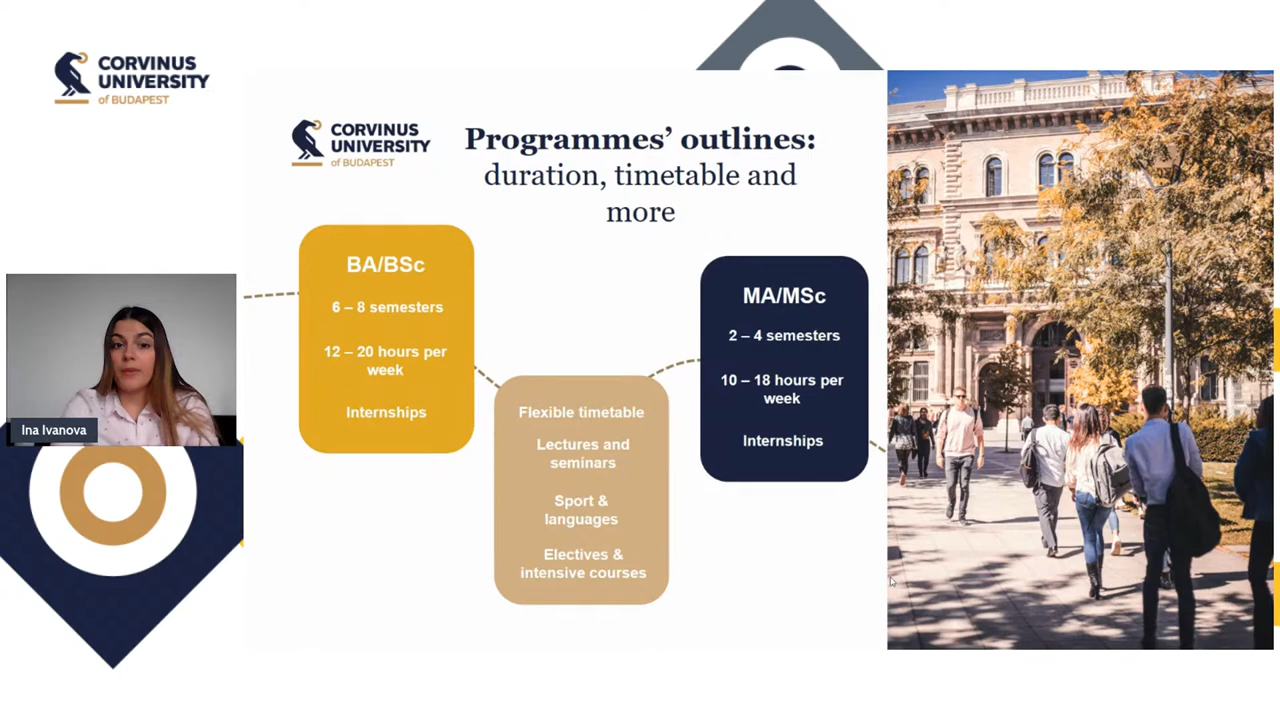 CORVINUS
UNIVERSITY
of BUDAPEST
CORVINUS
UNIVERSITY
of BUDAPEST
Programmes’ outlines:
duration, timetable and
more
BA/BSc
6 – 8 semesters
12 – 20 hours per
week
Internships
Flexible timetable
Lectures and
seminars
Sport &
languages
Electives &
intensive courses
MA/MSc
2 – 4 semesters
10 – 18 hours per
week
Internships
Ina Ivanova